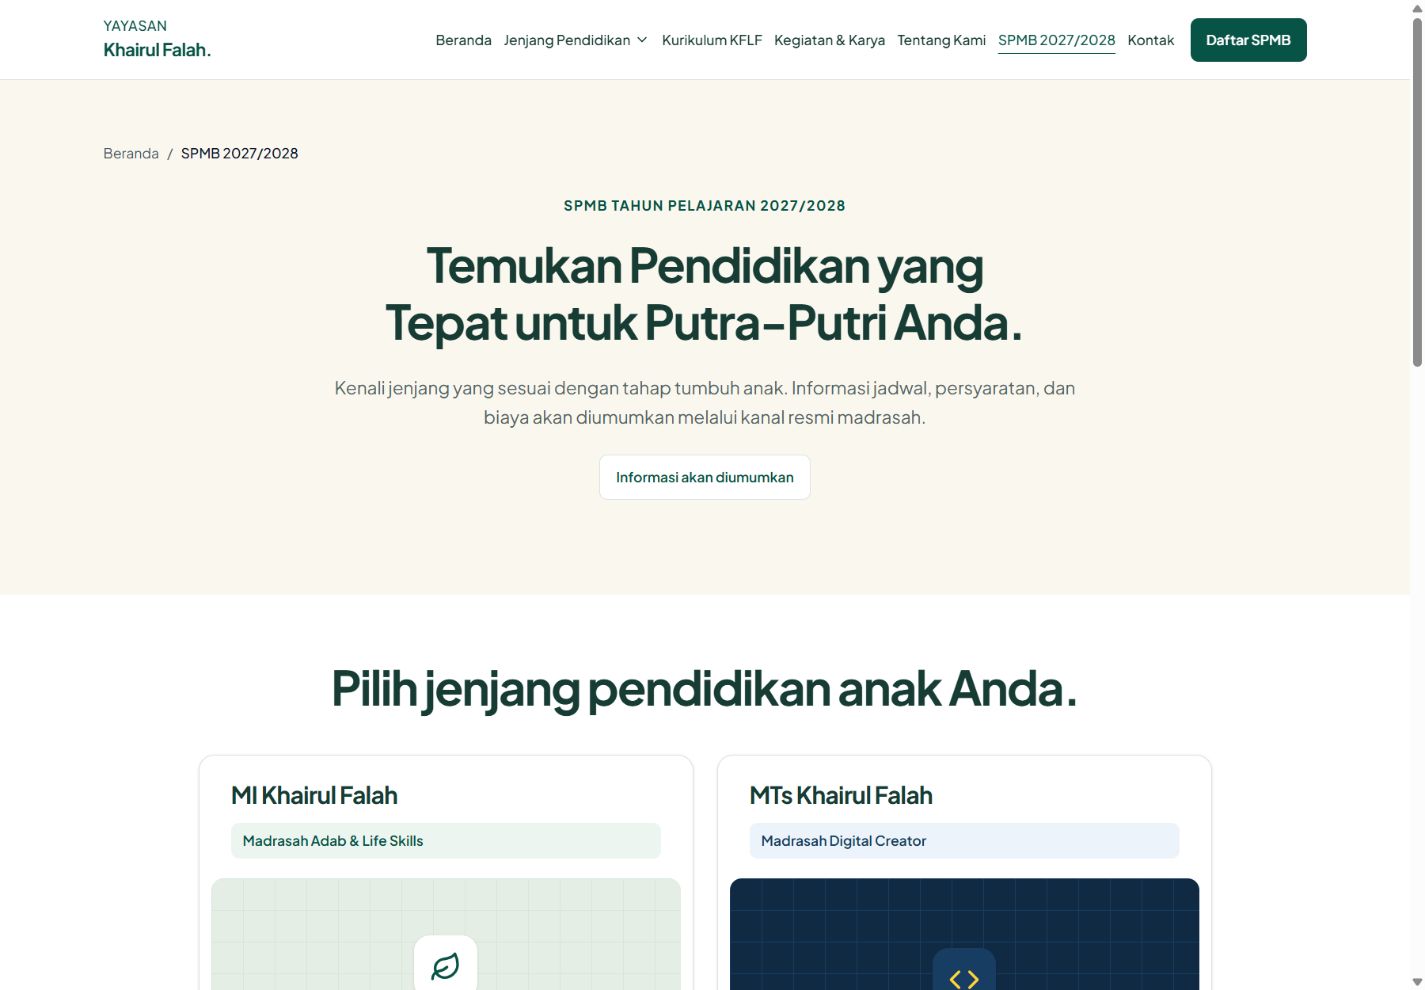 YAYASAN
Khairul Falah.
Beranda Jenjang Pendidikan Kurikulum KFLF Kegiatan & Karya Tentang Kami SPMB 2027/2028 Kontak Daftar SPMB
Beranda / SPMB 2027/2028
SPMB TAHUN PELAJARAN 2027/2028
Temukan Pendidikan yang
Tepat untuk Putra-Putri Anda.
Kenali jenjang yang sesuai dengan tahap tumbuh anak. Informasi jadwal, persyaratan, dan
biaya akan diumumkan melalui kanal resmi madrasah.
Informasi akan diumumkan
Pilih jenjang pendidikan anak Anda.
MI Khairul Falah
Madrasah Adab & Life Skills
MTs Khairul Falah
Madrasah Digital Creator